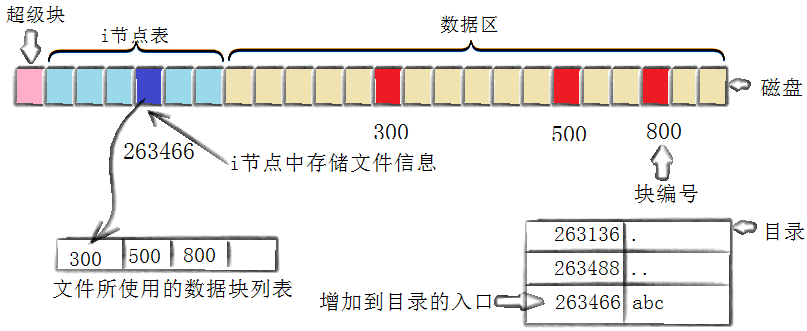 超级块
i节点表
数据区
磁盘
300
500
800
263466
i节点中存储文件信息
块编号
300 500 800
文件所使用的数据块列表
263136 .
目录
263488 ..
增加到目录的入口
263466 abc